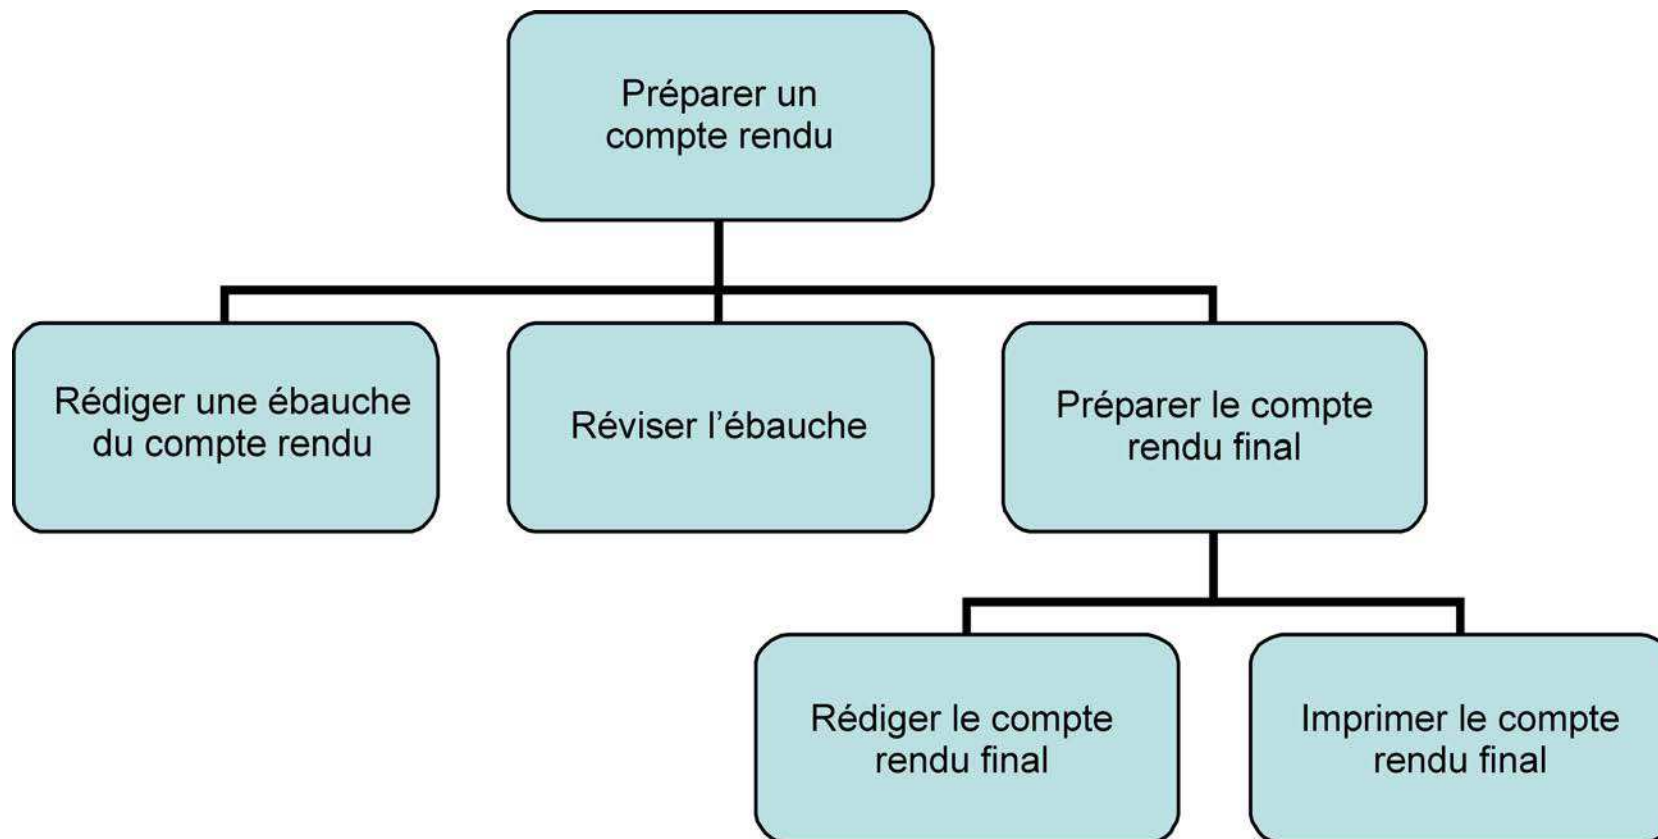 Préparer un
compte rendu
Rédiger une ébauche
du compte rendu
Réviser l’ébauche
Préparer le compte
rendu final
Rédiger le compte
rendu final
Imprimer le compte
rendu final